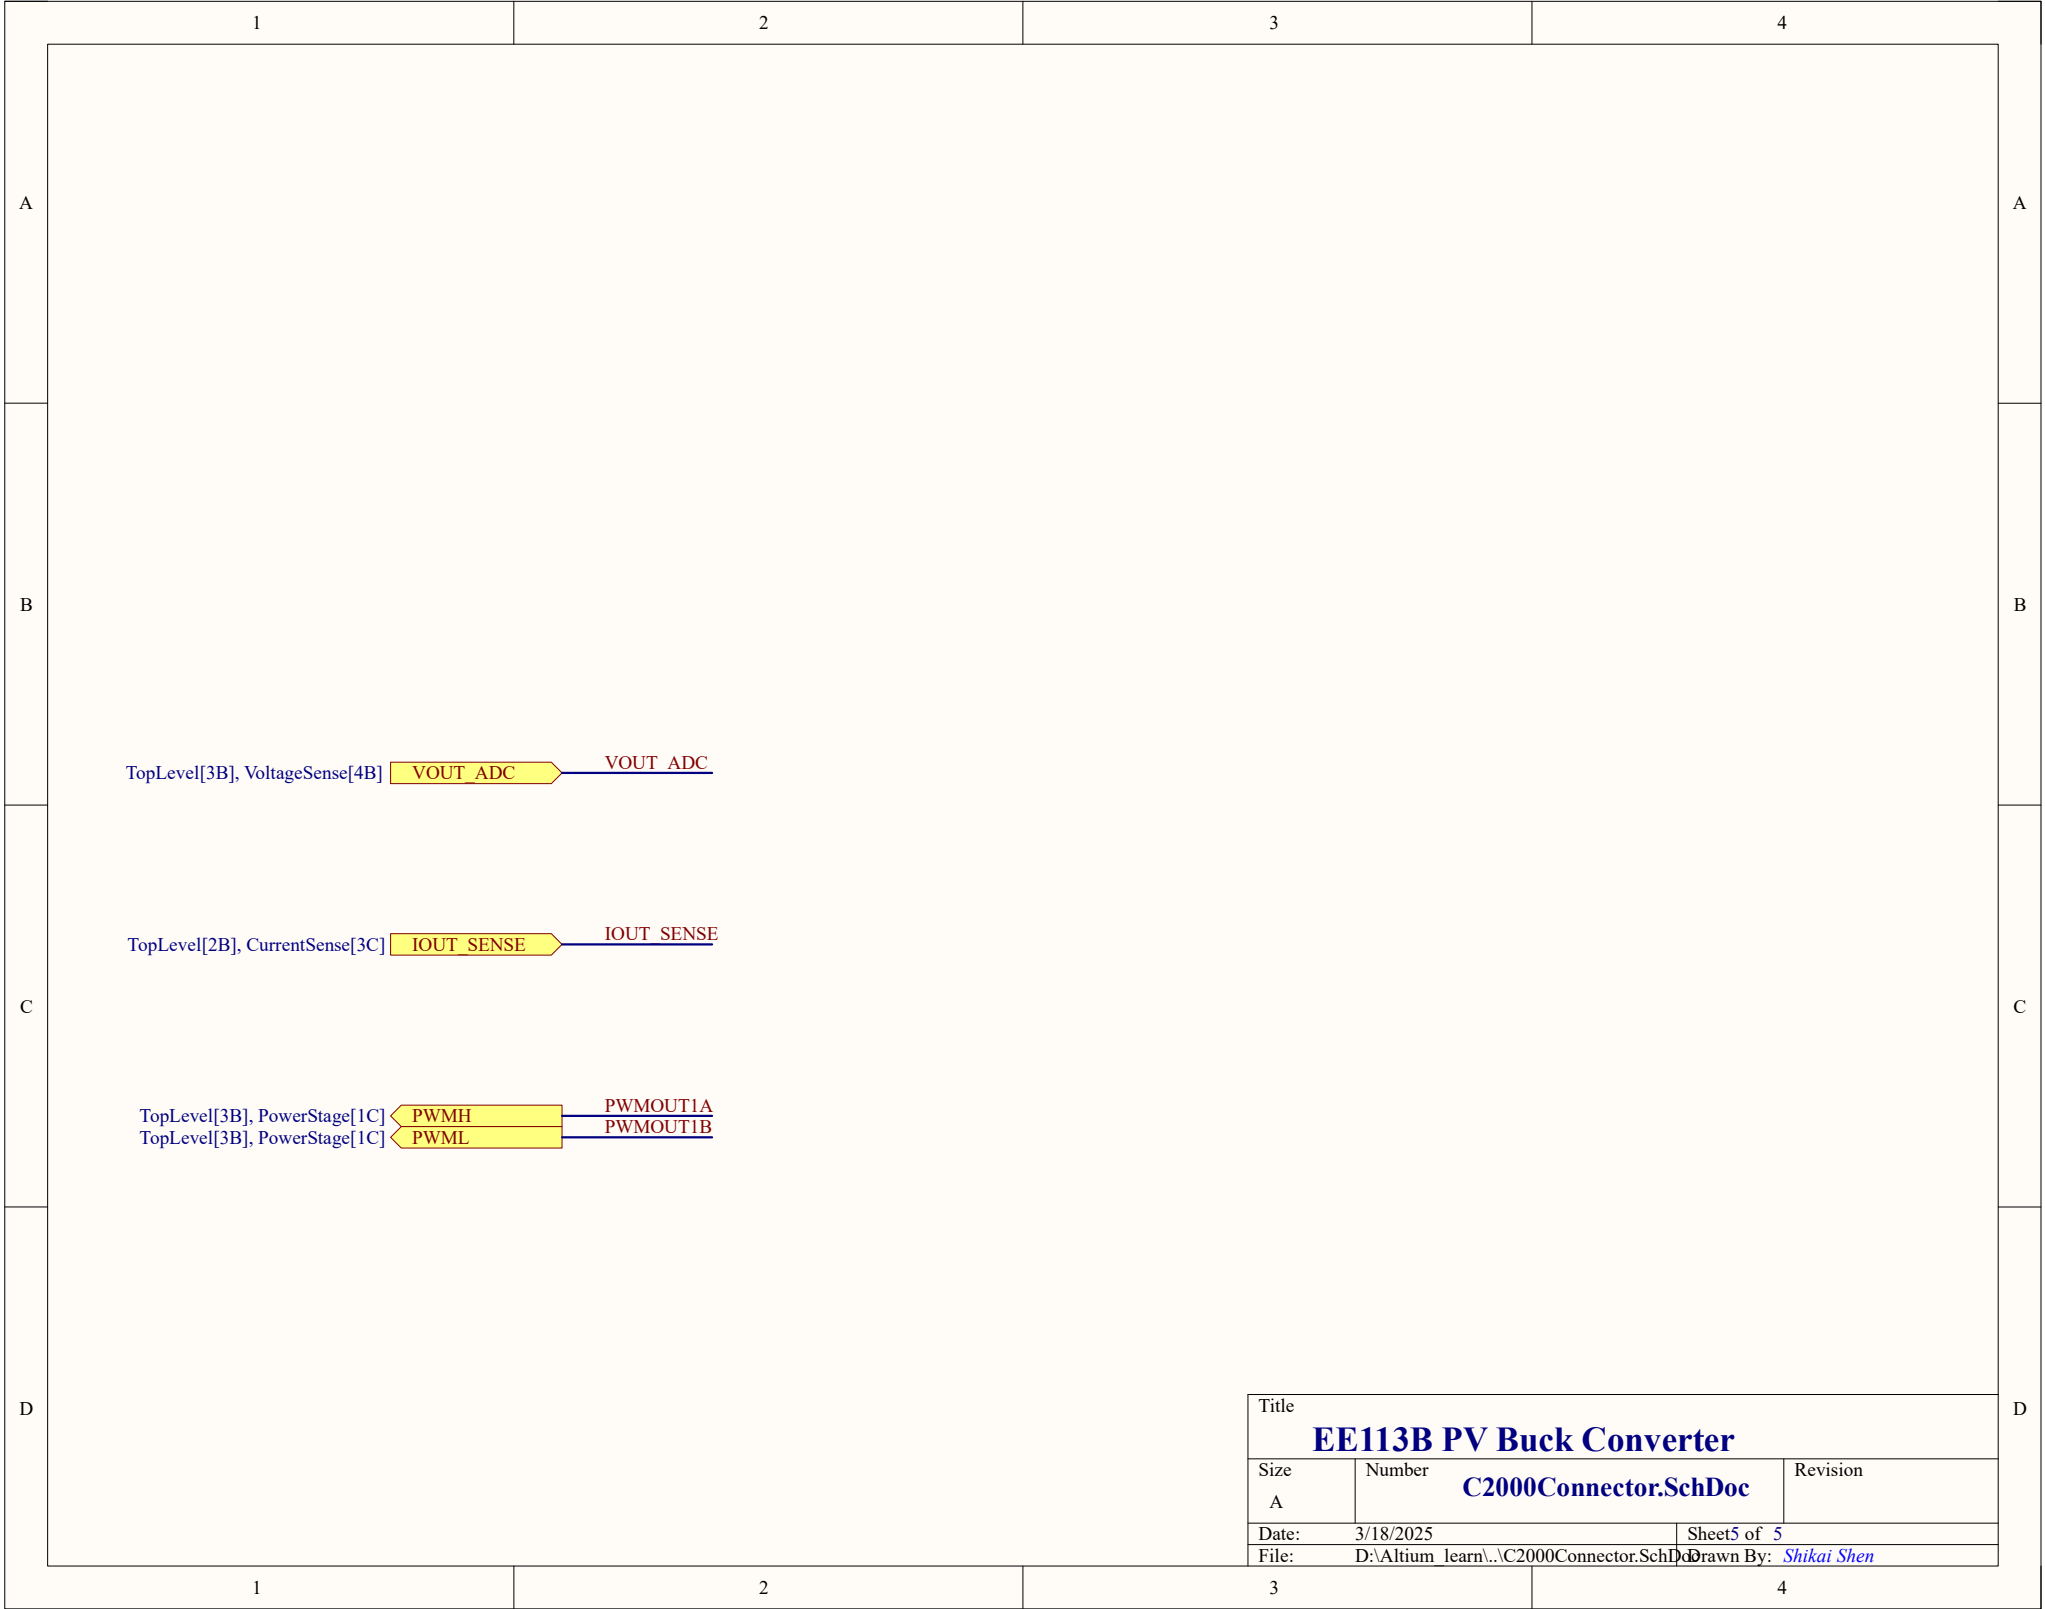 1 2 3 4
A A
B B
TopLevel[3B], VoltageSense[4B] VOUT_ADC VOUT_ADC
TopLevel[2B], CurrentSense[3C] IOUT_SENSE IOUT_SENSE
C C
TopLevel[3B], PowerStage[1C] PWMH PWMOUT1A
TopLevel[3B], PowerStage[1C] PWML PWMOUT1B
D D
Title
EE113B PV Buck Converter
Size Number Revision
C2000Connector.SchDoc
A
Date: 3/18/2025 Sheet5 of 5
File: D:\Altium_learn\..\C2000Connector.SchDoc Drawn By: Shikai Shen
1 2 3 4